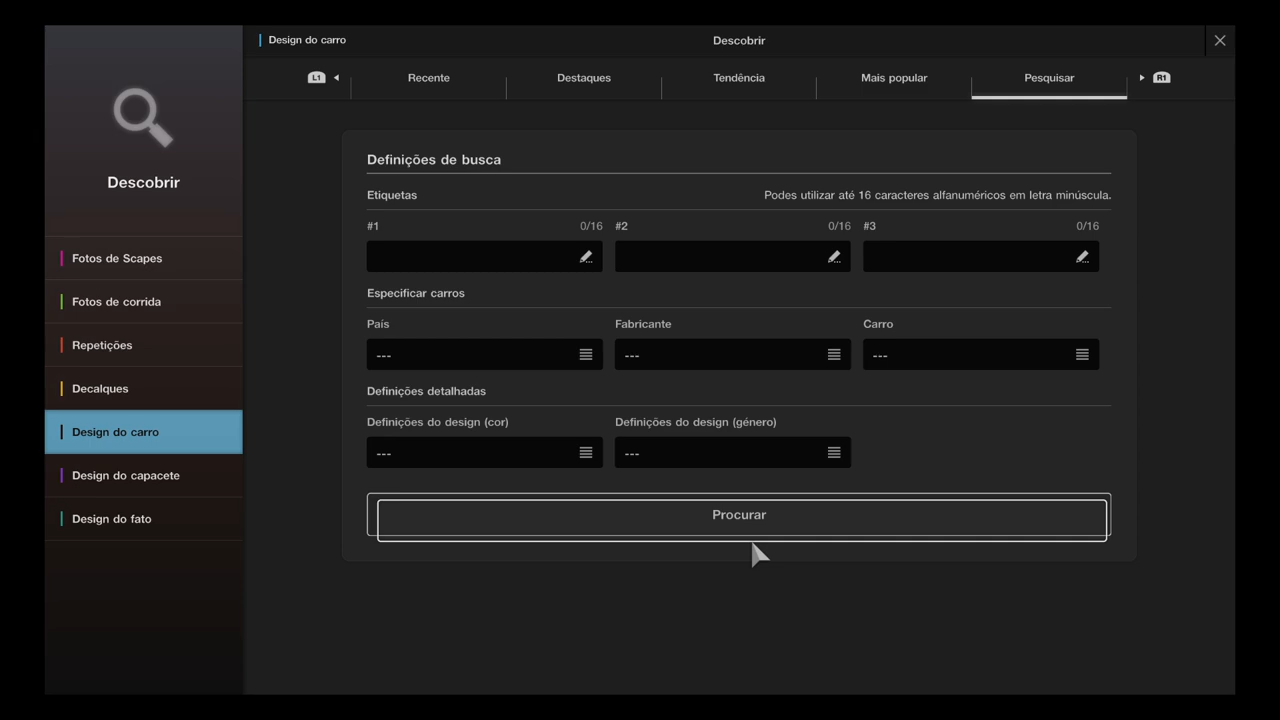 Design do carro
Descobrir
L1
Recente
Destaques
Tendência
Mais popular
Pesquisar
R1
Descobrir
Fotos de Scapes
Fotos de corrida
Repetições
Decalques
Design do carro
Design do capacete
Design do fato
Definições de busca
Etiquetas
Podes utilizar até 16 caracteres alfanuméricos em letra minúscula.
#1 0/16
#2 0/16
#3 0/16
Especificar carros
País
Fabricante
Carro
---
---
---
Definições detalhadas
Definições do design (cor)
Definições do design (género)
---
---
Procurar